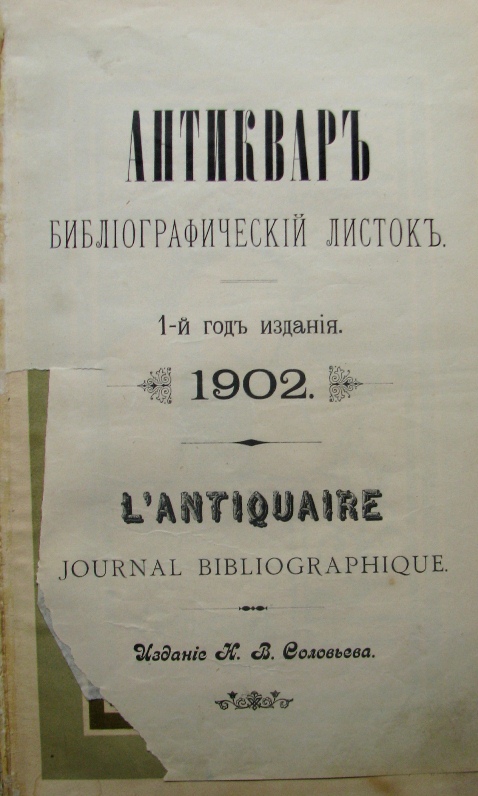 АНТИКВАРЪ
БИБЛІОГРАФИЧЕСКІЙ ЛИСТОКЪ.
1-й годъ изданія.
1902.
L'ANTIQUAIRE
JOURNAL BIBLIOGRAPHIQUE.
Изданіе Н. В. Соловьева.